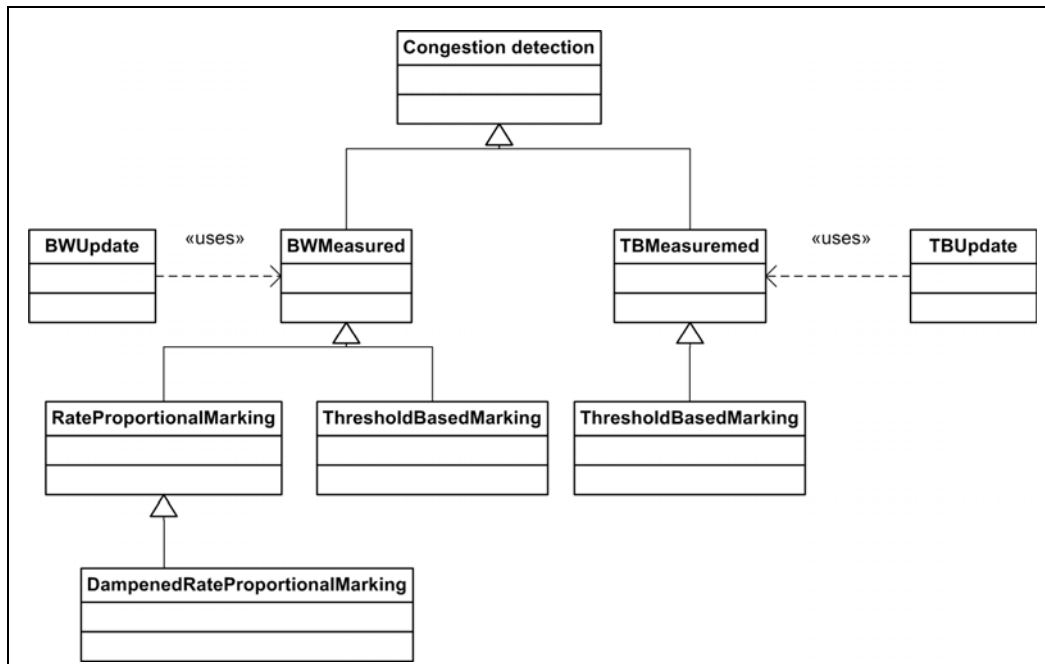 Congestion detection
BWUpdate
«uses»
BWMeasured
TBMeasuremed
«uses»
TBUpdate
RateProportionalMarking
ThresholdBasedMarking
ThresholdBasedMarking
DampenedRateProportionalMarking